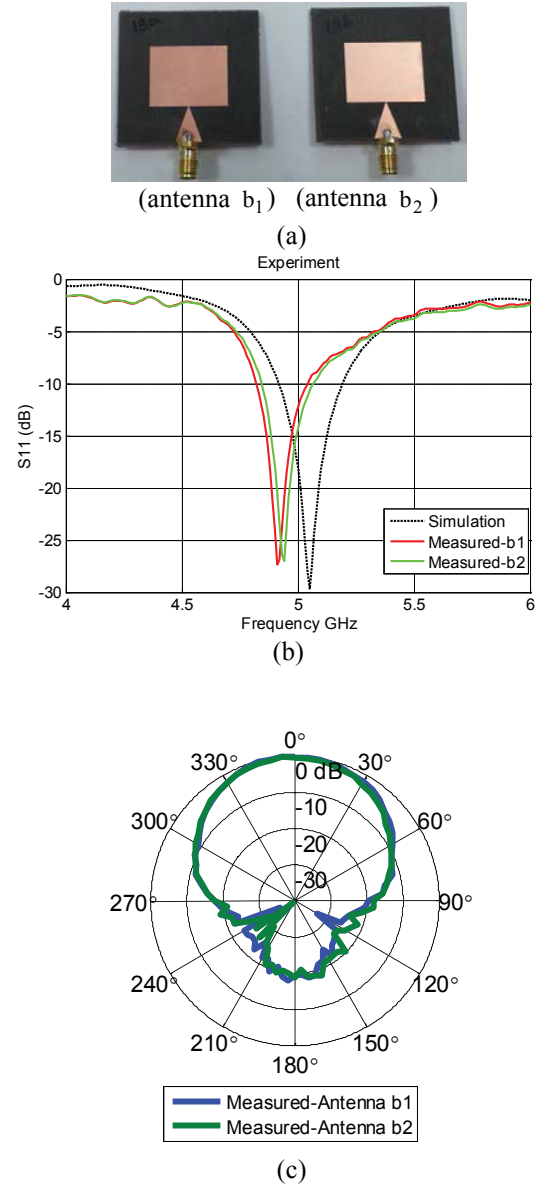 (antenna b1) (antenna b2)
(a)
Experiment
0
-5
-10
-15
-20
-25
-30
S11 (dB)
Simulation
Measured-b1
Measured-b2
4
4.5
5
5.5
6
Frequency GHz
(b)
0°
330°
30°
0 dB
-10
300°
60°
-20
-30
270°
90°
240°
120°
210°
150°
180°
Measured-Antenna b1
Measured-Antenna b2
(c)